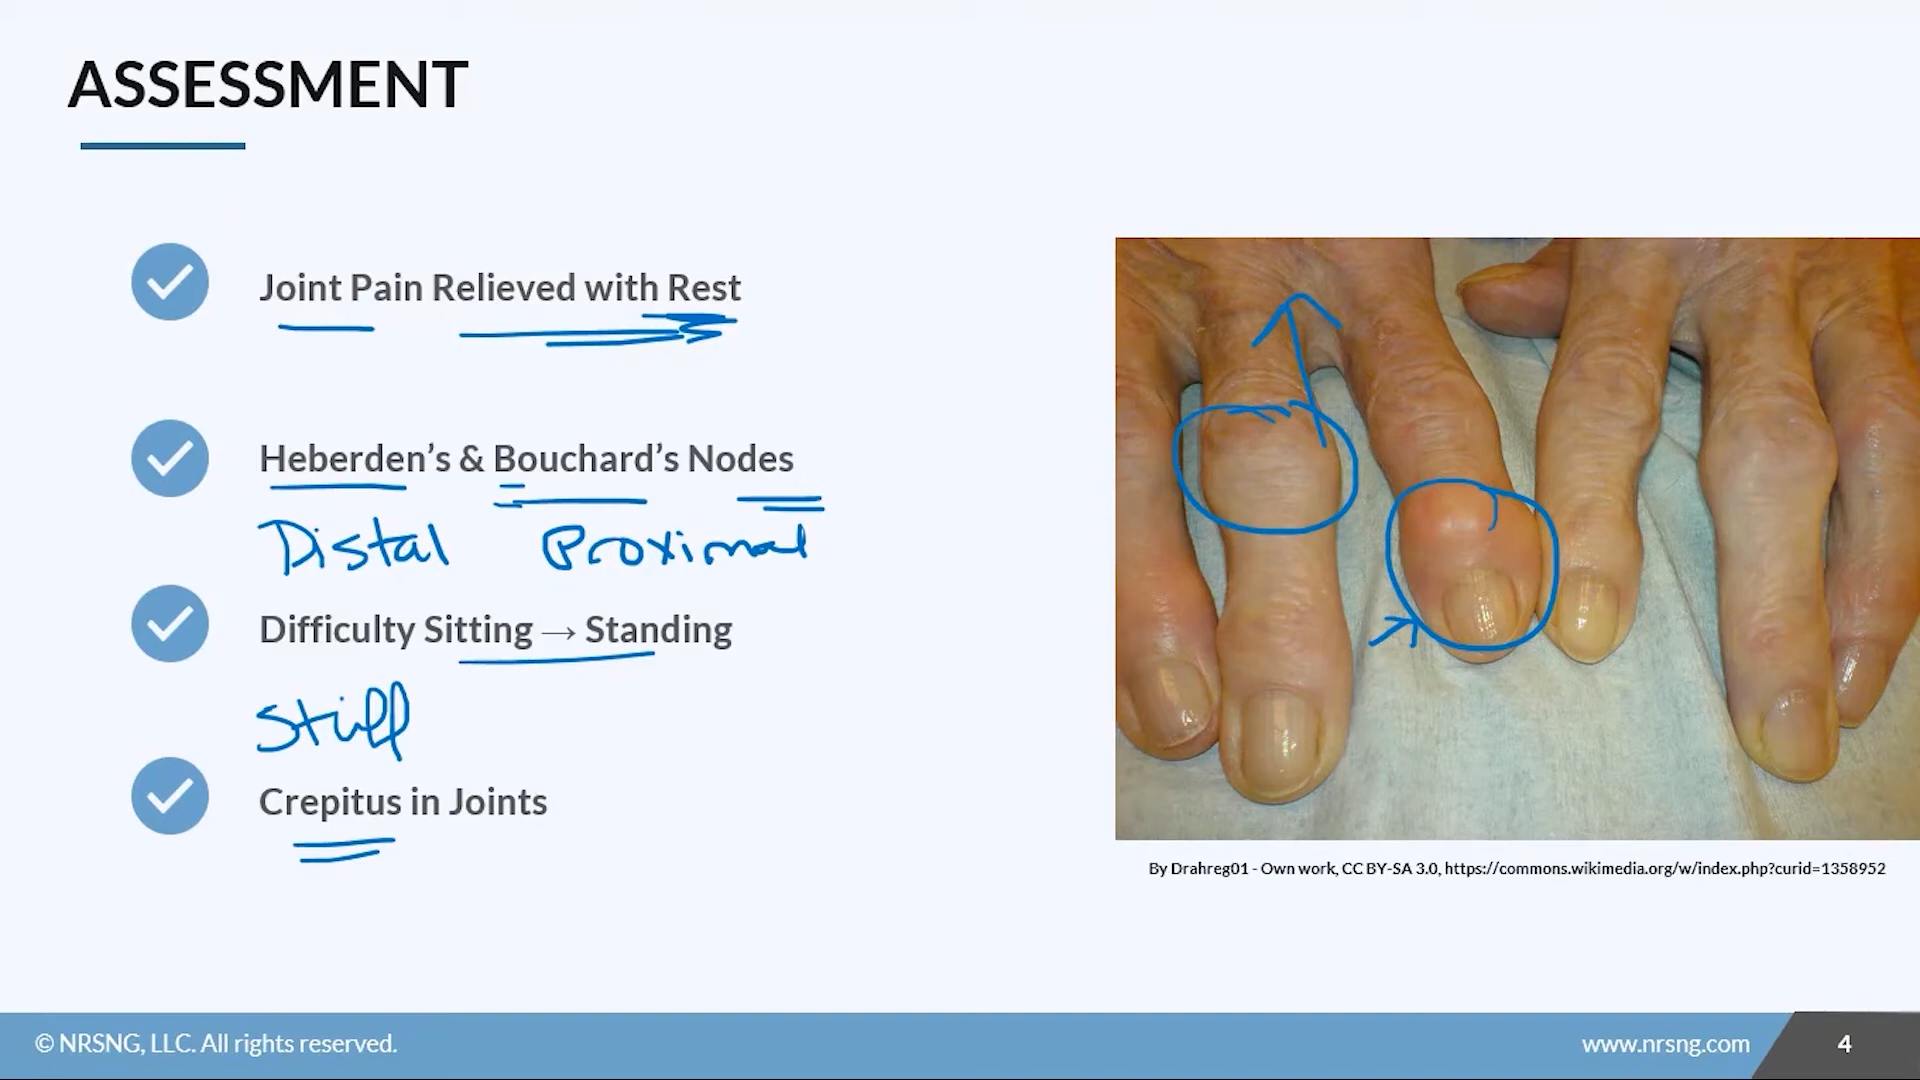 ASSESSMENT
Joint Pain Relieved with Rest
Heberden's & Bouchard's Nodes
Distal Proximal
Difficulty Sitting → Standing
Stiff
Crepitus in Joints
By Drahreg01 - Own work, CC BY-SA 3.0, https://commons.wikimedia.org/w/index.php?curid=1358952
© NRSNG, LLC. All rights reserved.
www.nrsng.com
4